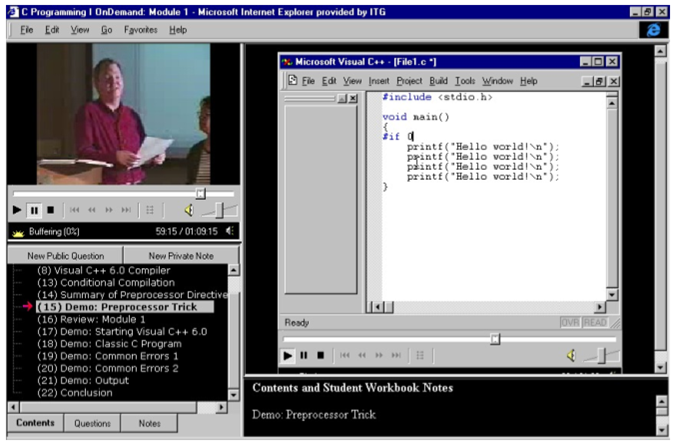 C Programming I OnDemand: Module 1 - Microsoft Internet Explorer provided by ITG
File Edit View Go Favorites Help
Buffering (0%) 59:15 / 01:09:15
New Public Question New Private Note
(8) Visual C++ 6.0 Compiler
(13) Conditional Compilation
(14) Summary of Preprocessor Directive
(15) Demo: Preprocessor Trick
(16) Review: Module 1
(17) Demo: Starting Visual C++ 6.0
(18) Demo: Classic C Program
(19) Demo: Common Errors 1
(20) Demo: Common Errors 2
(21) Demo: Output
(22) Conclusion
Contents Questions Notes
Microsoft Visual C++ - [File1.c *]
File Edit View Insert Project Build Tools Window Help
#include <stdio.h>
void main()
{
#if 0
printf("Hello world!\n");
printf("Hello world!\n");
printf("Hello world!\n");
printf("Hello world!\n");
}
Ready OVR READ
Contents and Student Workbook Notes
Demo: Preprocessor Trick